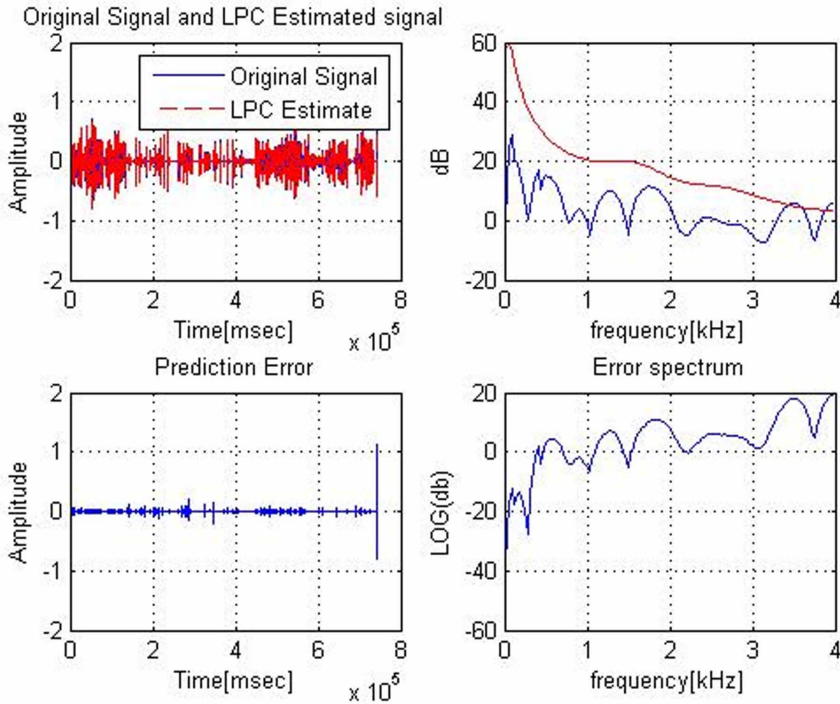 Original Signal and LPC Estimated signal
2
1
0
-1
-2
Amplitude
Original Signal
LPC Estimate
0 2 4 6 8
Time[msec]
x 10^5
60
40
20
0
-20
dB
0 1 2 3 4
frequency[kHz]
Prediction Error
2
1
0
-1
-2
Amplitude
0 2 4 6 8
Time[msec]
x 10^5
Error spectrum
20
0
-20
-40
-60
LOG(db)
0 1 2 3 4
frequency[kHz]